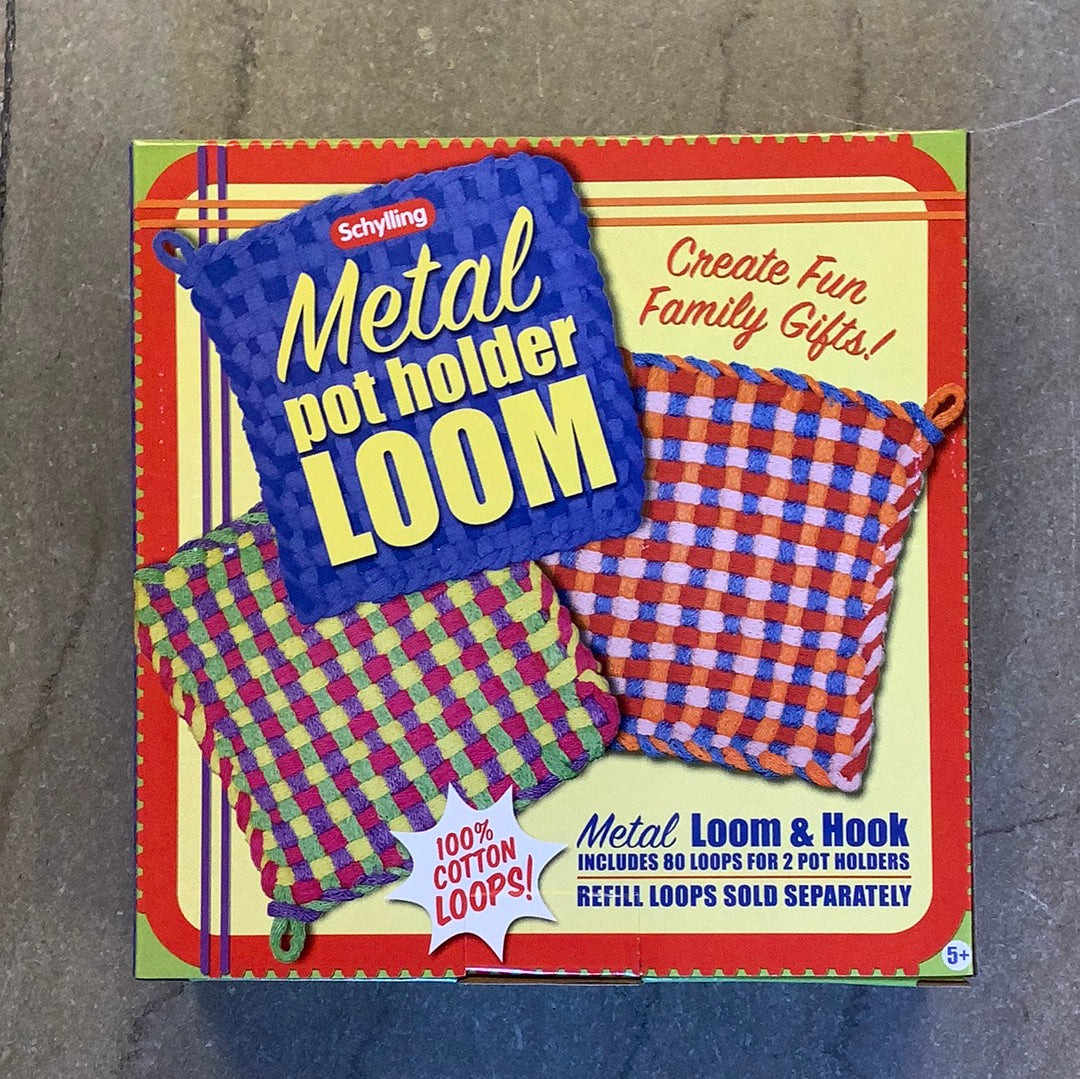 Schylling
Metal
pot holder
LOOM
Create Fun
Family Gifts!
100%
COTTON
LOOPS!
Metal Loom & Hook
INCLUDES 80 LOOPS FOR 2 POT HOLDERS
REFILL LOOPS SOLD SEPARATELY
5+